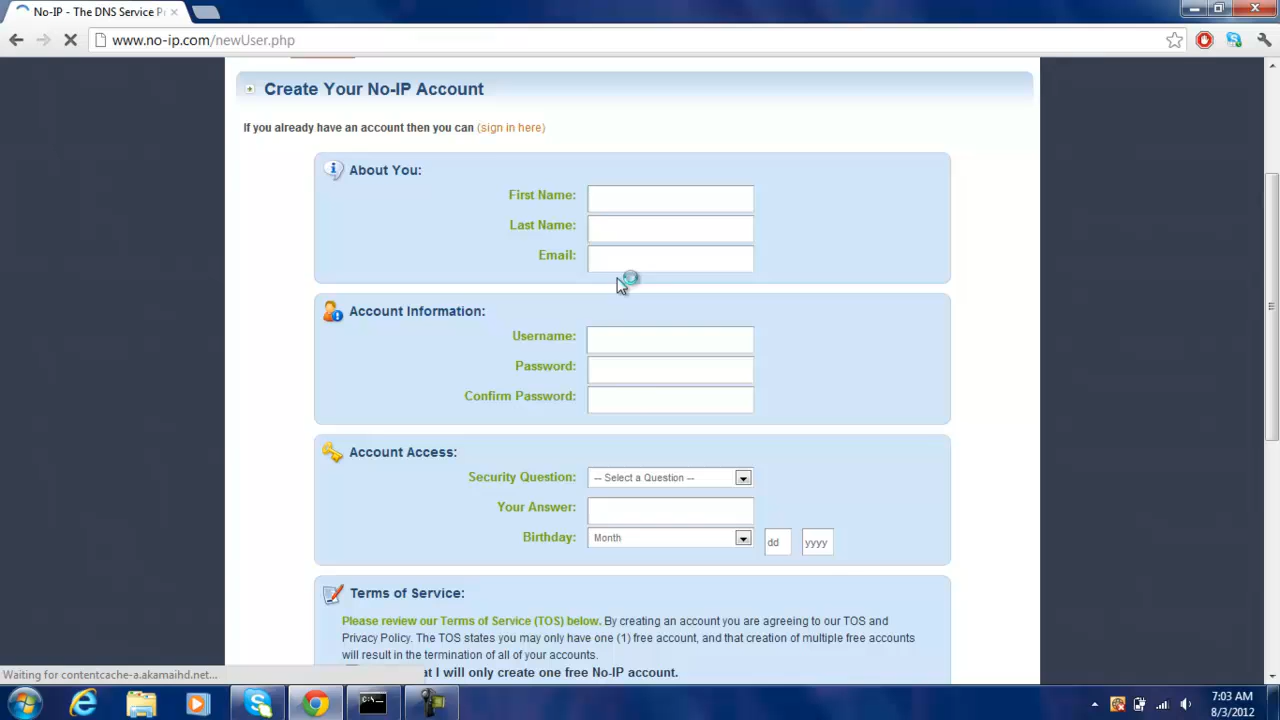 No-IP - The DNS Service Pr
www.no-ip.com/newUser.php
Create Your No-IP Account
If you already have an account then you can (sign in here)
About You:
First Name:
Last Name:
Email:
Account Information:
Username:
Password:
Confirm Password:
Account Access:
Security Question:
-- Select a Question --
Your Answer:
Birthday:
Month
dd
yyyy
Terms of Service:
Please review our Terms of Service (TOS) below. By creating an account you are agreeing to our TOS and
Privacy Policy. The TOS states you may only have one (1) free account, and that creation of multiple free accounts
will result in the termination of all of your accounts.
t I will only create one free No-IP account.
Waiting for contentcache-a.akamaihd.net...
7:03 AM
8/3/2012